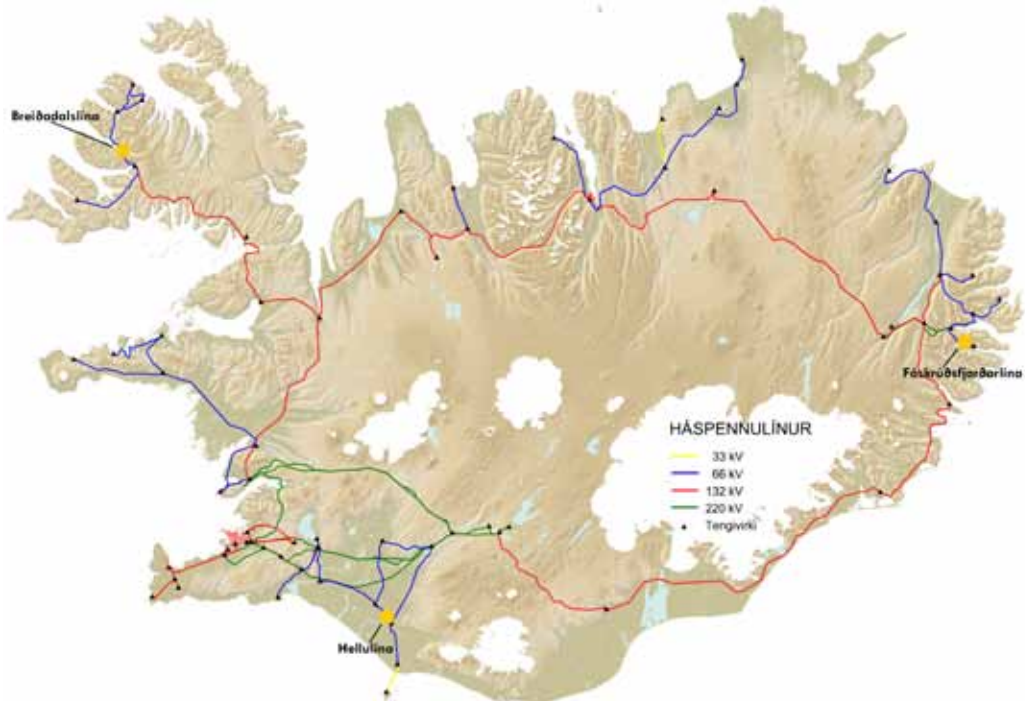 Breiðadalslína
Fáskrúðsfjarðarlína
HÁSPENNULÍNUR
33 kV
66 kV
132 kV
220 kV
Tengivirki
Hellulína